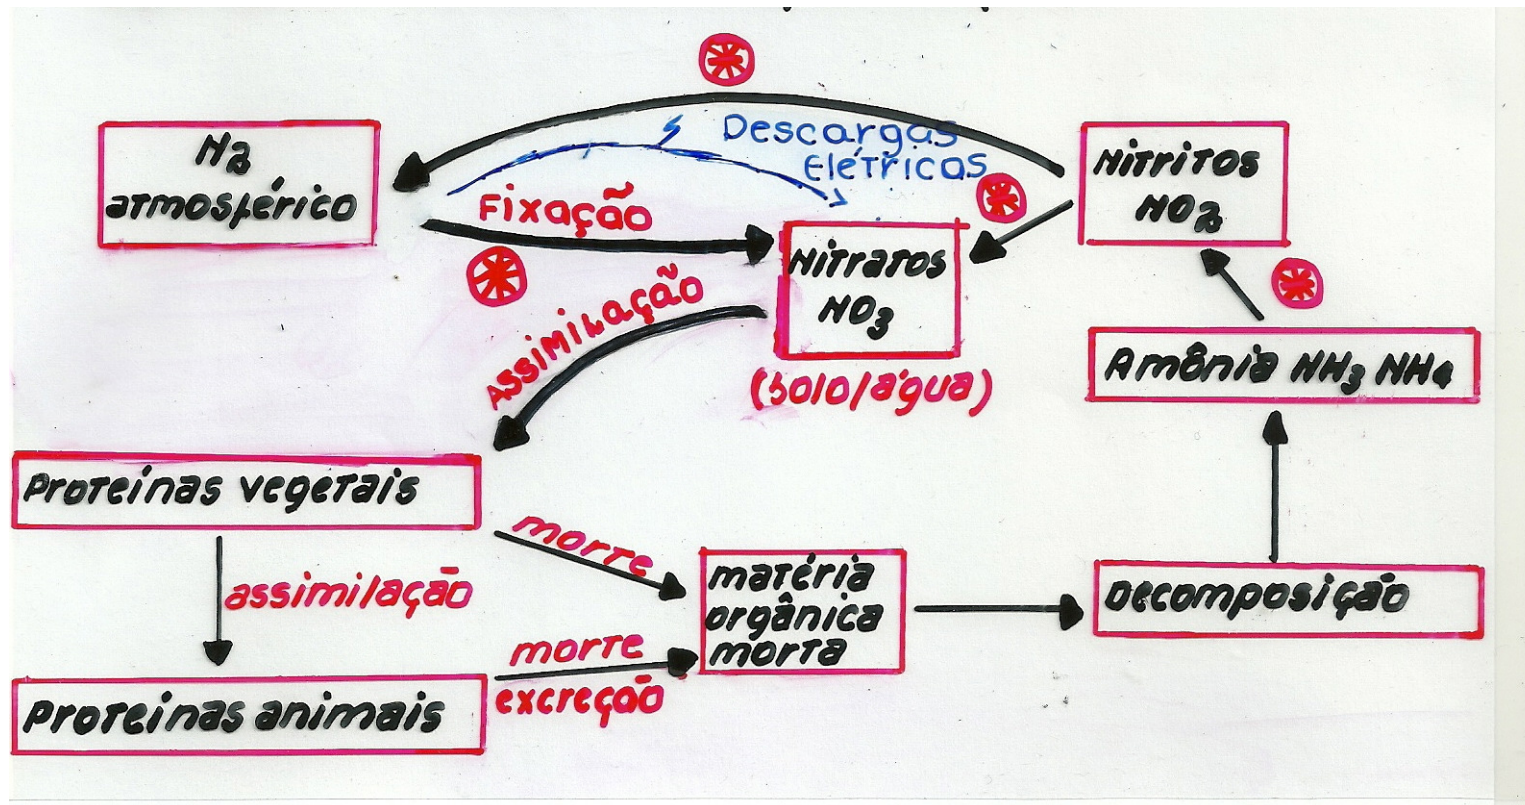 Descargas
Elétricas
N2
atmosférico
Nitritos
NO2
Fixação
Nitratos
NO3
(solo/água)
Assimilação
Amônia NH3 NH4
Proteínas vegetais
morte
assimilação
matéria
orgânica
morta
Decomposição
morte
excreção
Proteínas animais